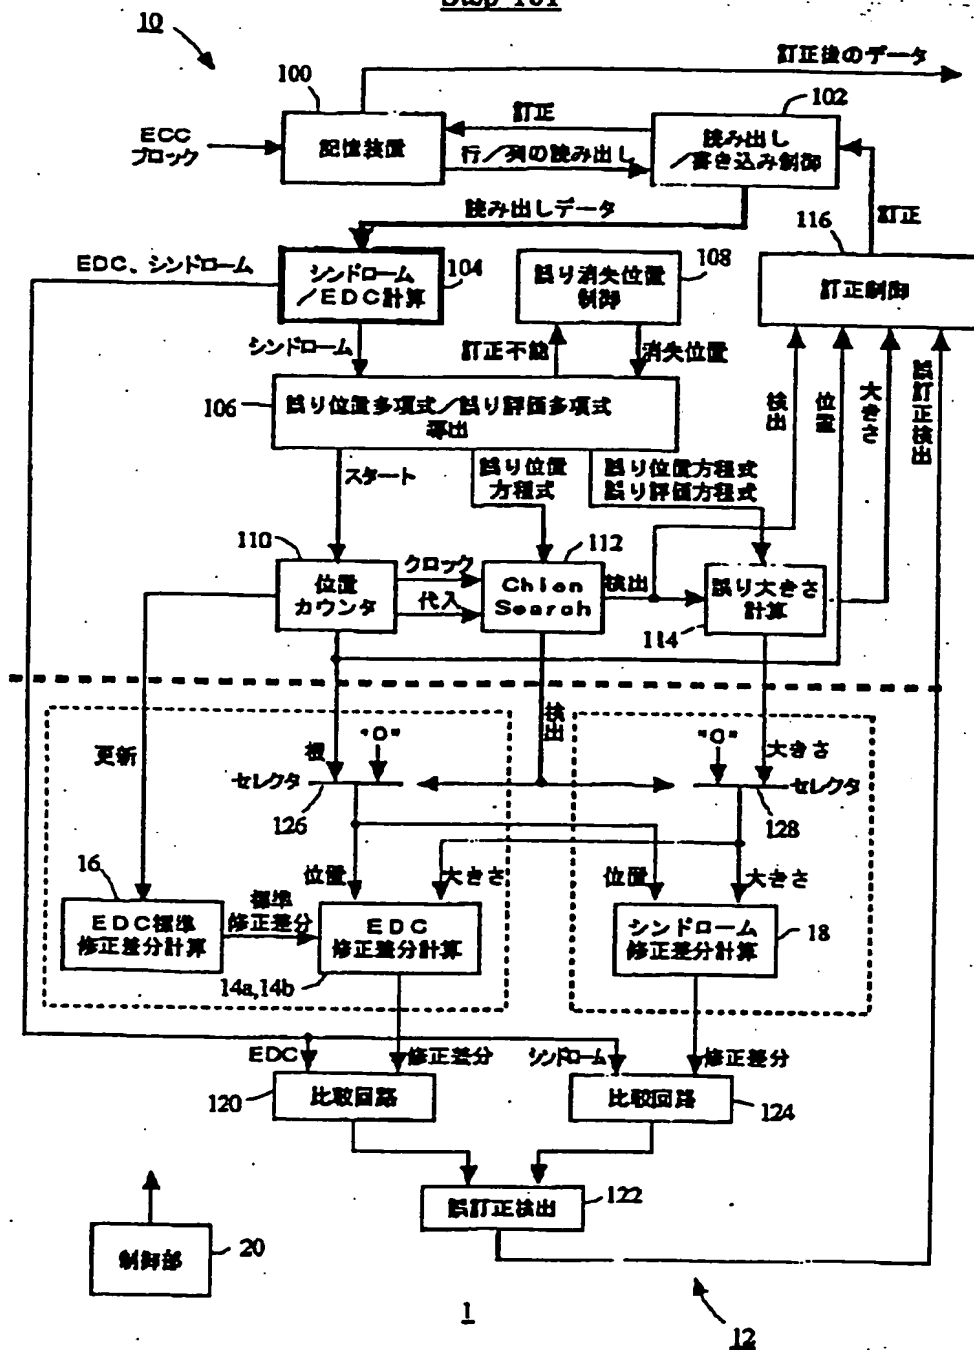 Step 101
10
訂正後のデータ
100
102
ECC
ブロック
記憶装置
訂正
行／列の読み出し
読み出し
／書き込み制御
読み出しデータ
訂正
116
EDC、シンドローム
シンドローム
／EDC計算
104
誤り消失位置
制御
108
訂正制御
シンドローム
訂正不能
消失位置
106
誤り位置多項式／誤り評価多項式
導出
検出
位置
大きさ
誤訂正検出
スタート
誤り位置
方程式
誤り位置方程式
誤り評価方程式
110
位置
カウンタ
クロック
代入
112
Chien
Search
検出
誤り大きさ
計算
114
更新
根
"0"
検出
"0"
大きさ
セレクタ
126
セレクタ
128
16
位置
大きさ
位置
大きさ
EDC標準
修正差分計算
標準
修正差分
EDC
修正差分計算
14a,14b
シンドローム
修正差分計算
18
EDC
修正差分
シンドローム
修正差分
120
比較回路
比較回路
124
誤訂正検出
122
制御部
20
1
12